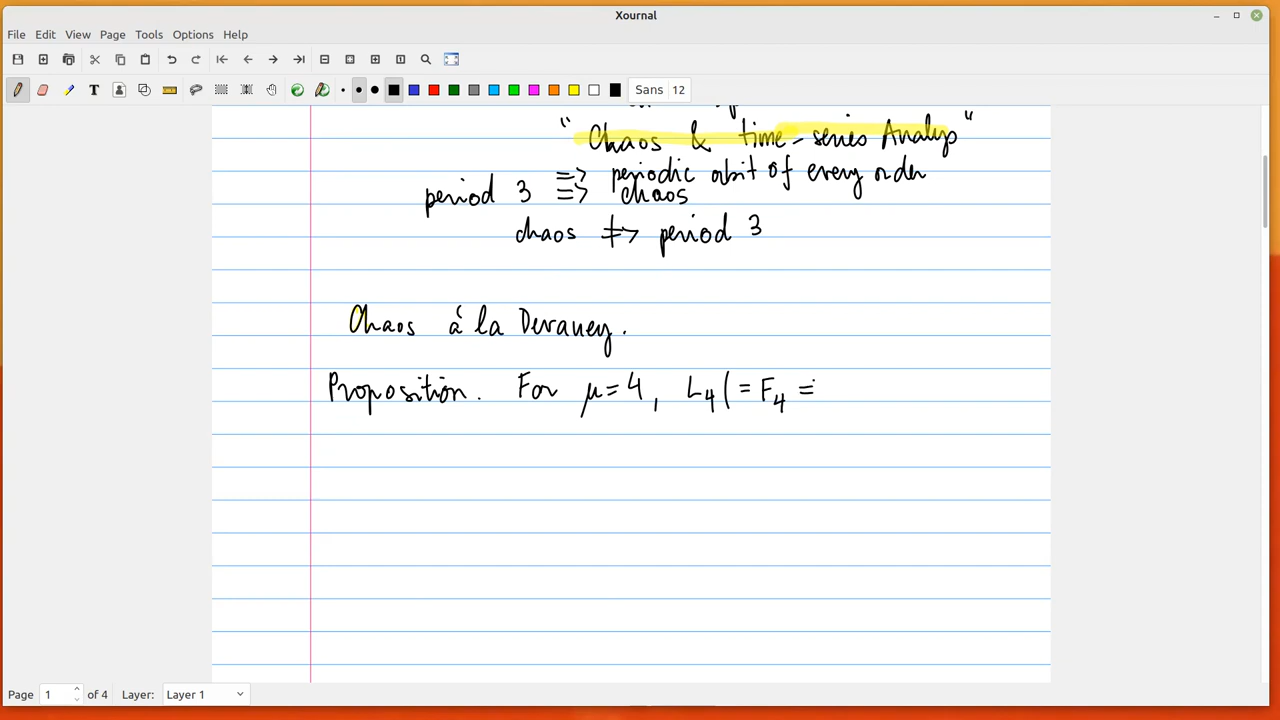 Xournal
File Edit View Page Tools Options Help
Sans 12
" Chaos & time-series Analys"
=> periodic orbit of every order
period 3 => chaos
chaos ≠> period 3
Chaos á la Devaney.
Proposition. For μ=4, L₄(= F₄ =
Page 1 of 4 Layer: Layer 1